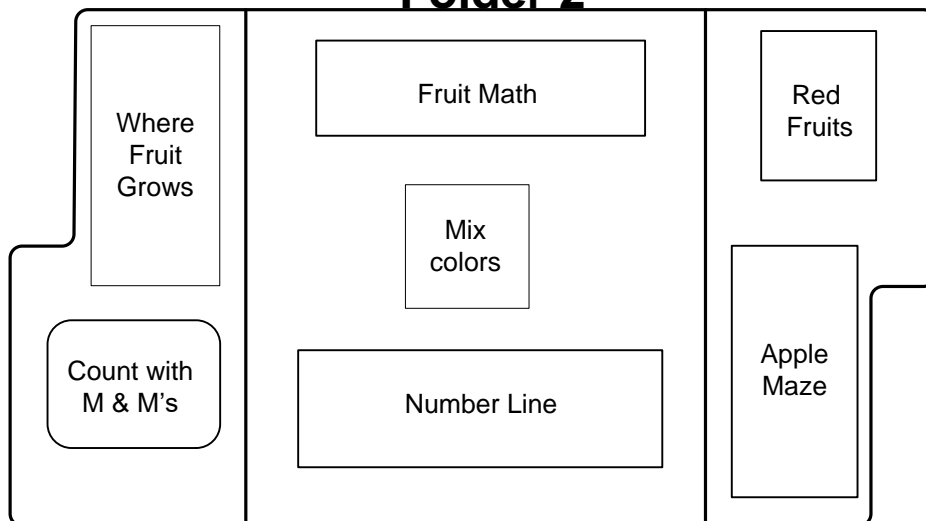 Folder 2
Where
Fruit
Grows
Count with
M & M's
Fruit Math
Mix
colors
Number Line
Red
Fruits
Apple
Maze